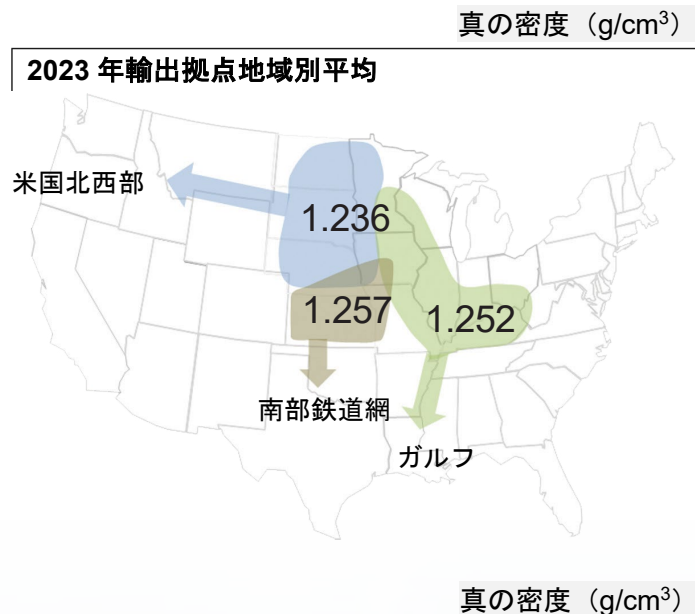 真の密度（g/cm³）
2023 年輸出拠点地域別平均
米国北西部
1.236
1.257
1.252
南部鉄道網
ガルフ
真の密度（g/cm³）